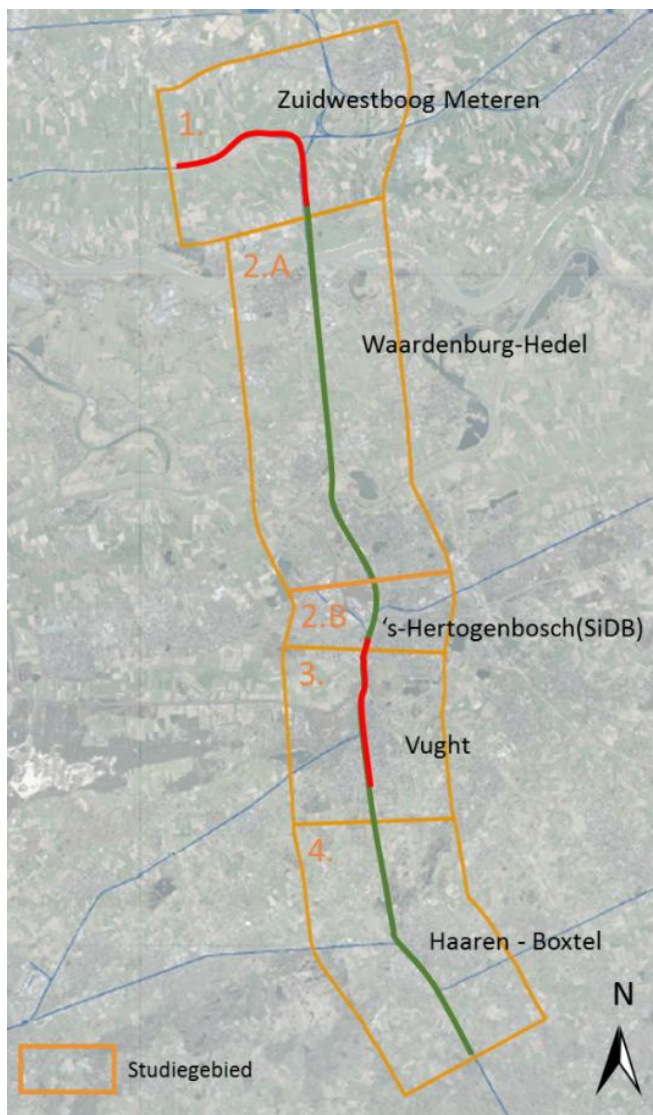 Zuidwestboog Meteren
1.
2.A
Waardenburg-Hedel
2.B
's-Hertogenbosch(SiDB)
3.
Vught
4.
Haaren - Boxtel
N
Studiegebied